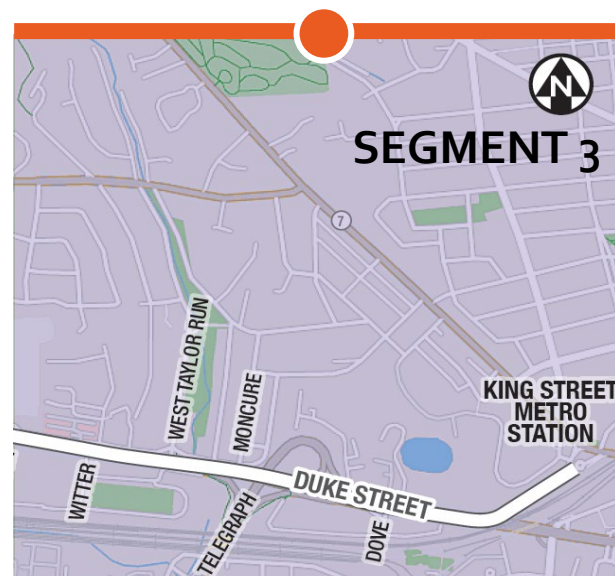 N
SEGMENT 3
7
WEST TAYLOR RUN
MONCURE
KING STREET
METRO
STATION
WITTER
TELEGRAPH
DUKE STREET
DOVE